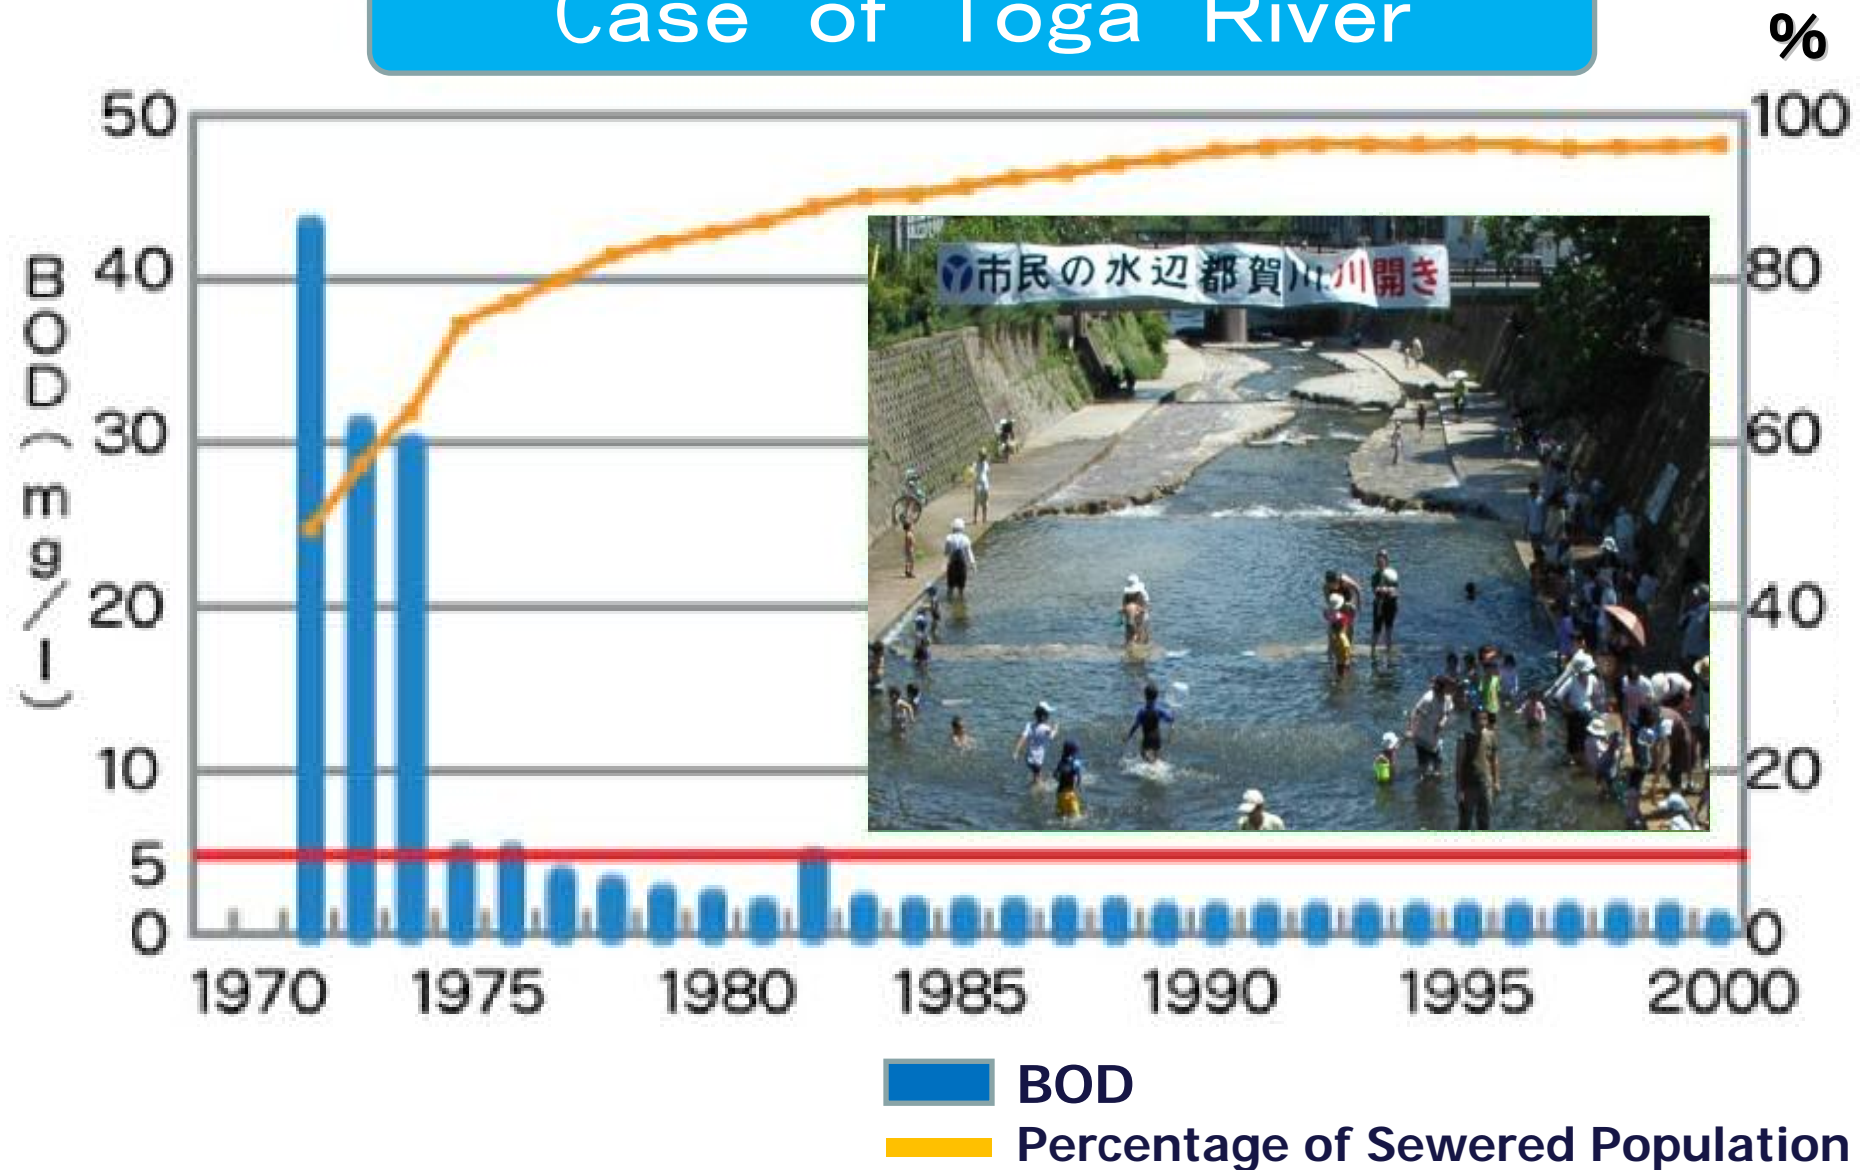 Case of Toga River
%
50
40
30
20
10
5
0
BOD(mg/l)
100
80
60
40
20
0
市民の水辺都賀川川開き
1970 1975 1980 1985 1990 1995 2000
BOD
Percentage of Sewered Population